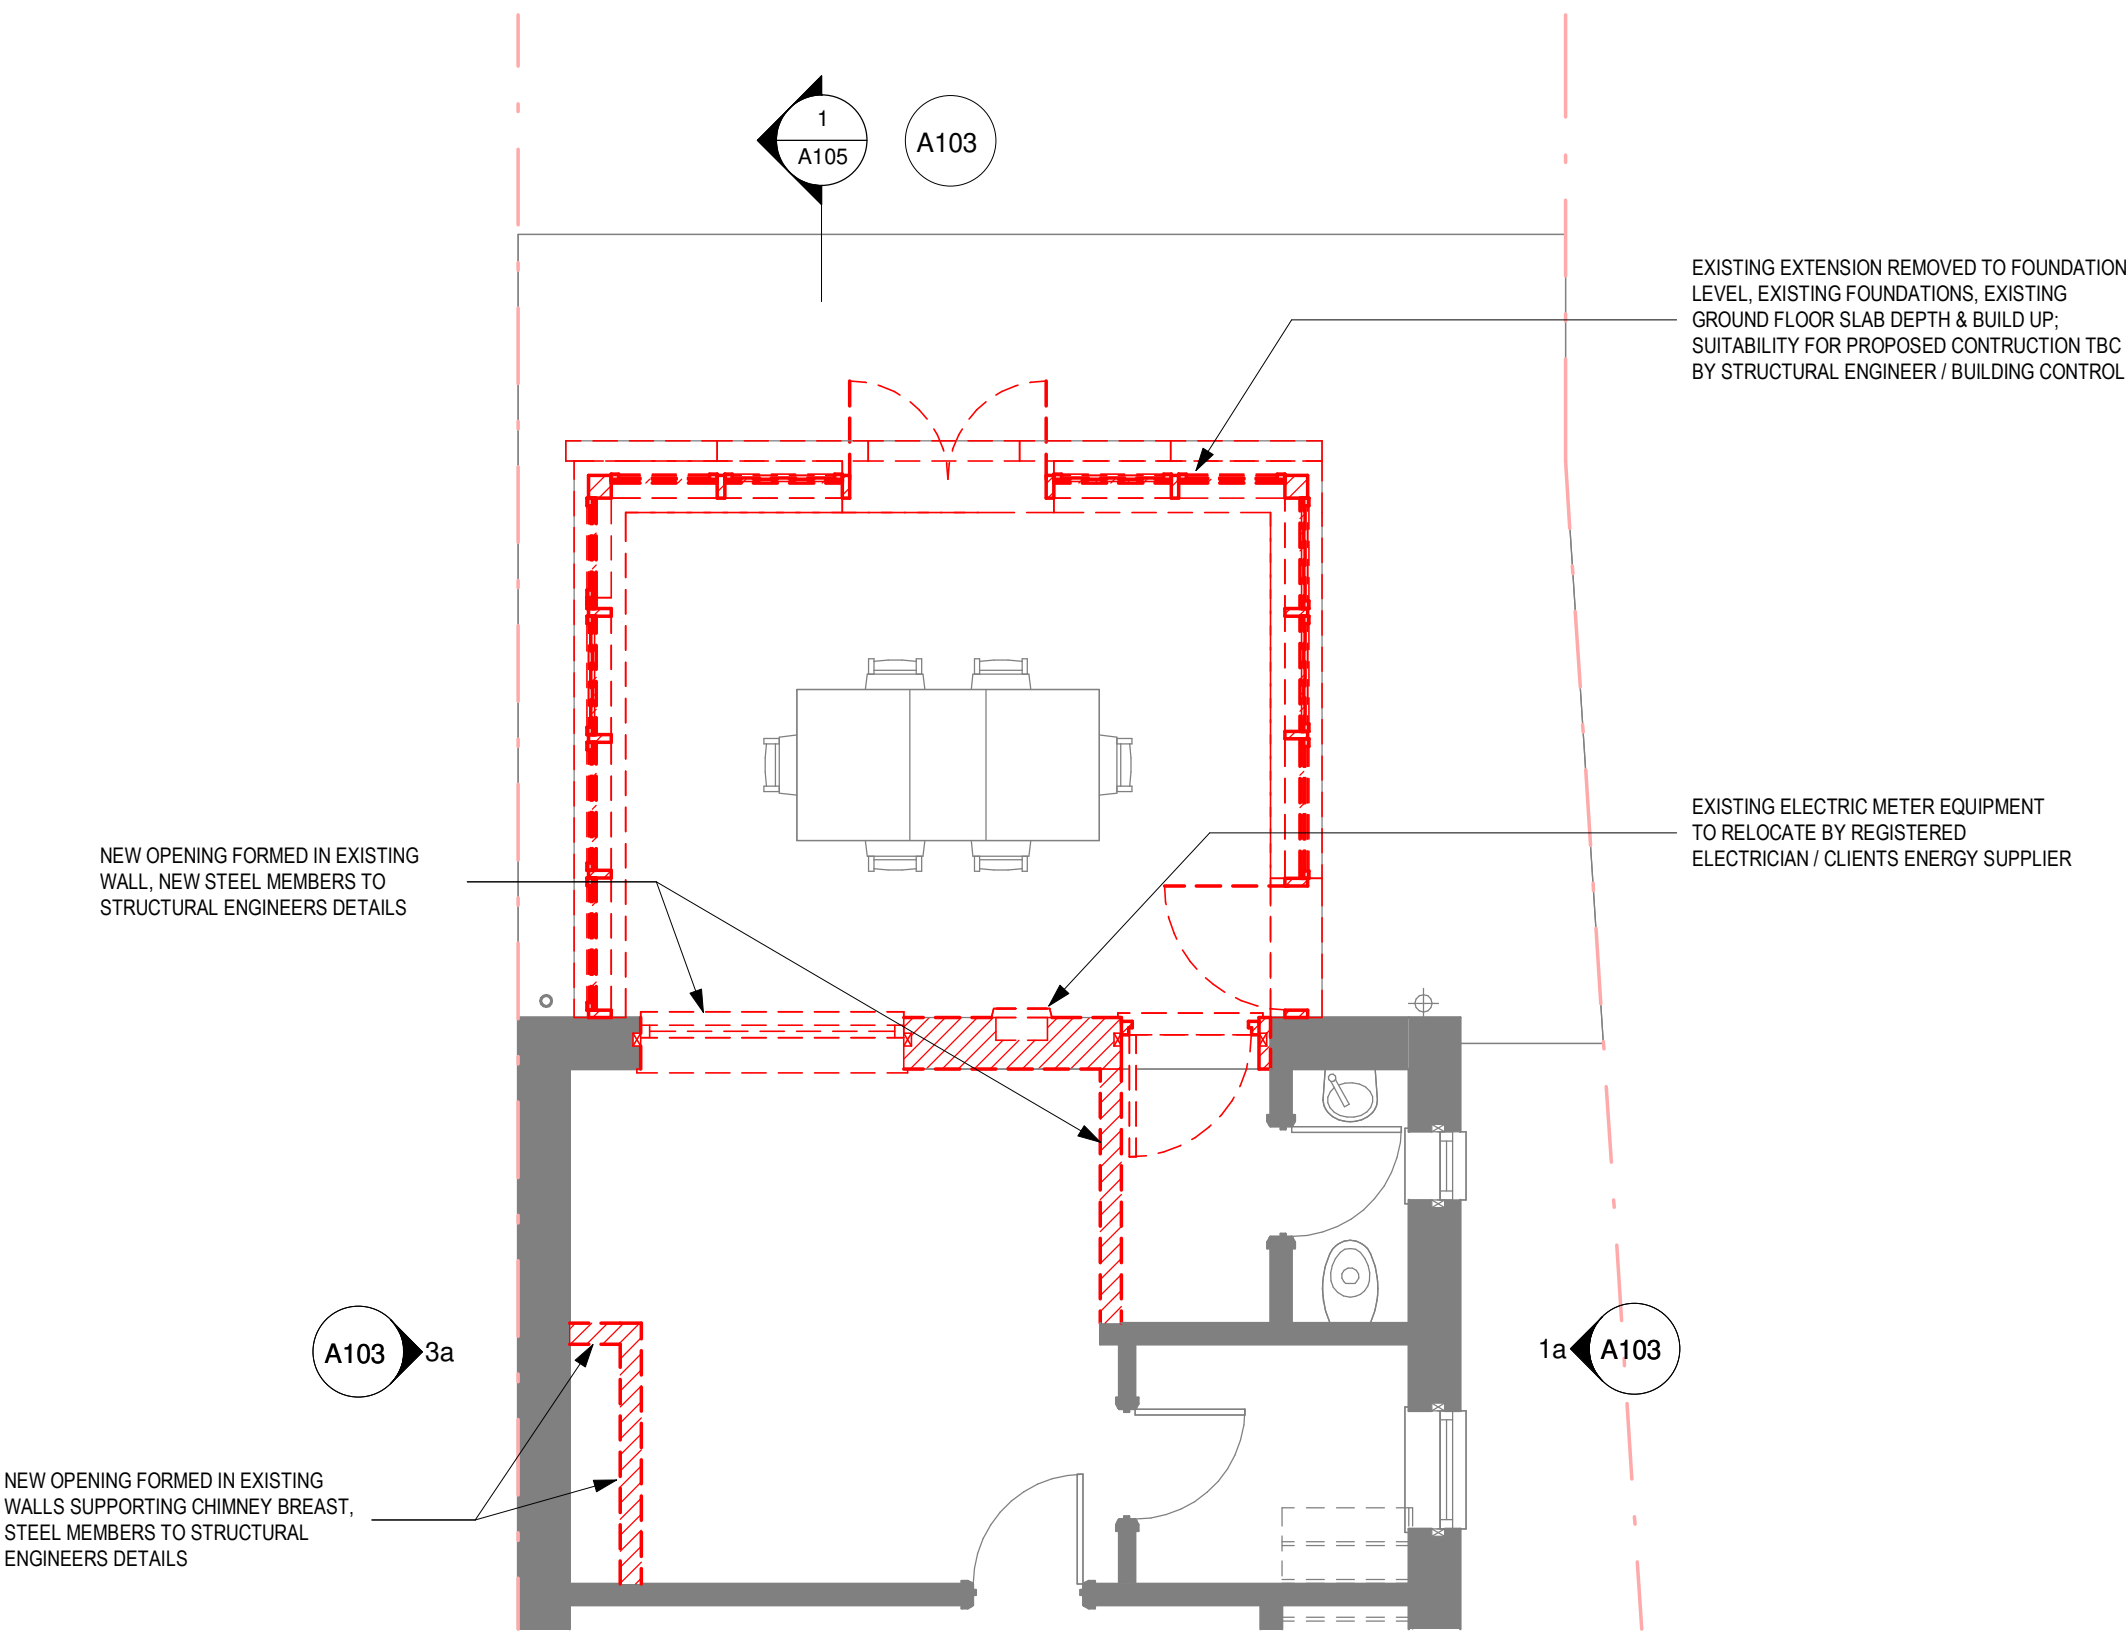 1
A105
A103
EXISTING EXTENSION REMOVED TO FOUNDATION
LEVEL, EXISTING FOUNDATIONS, EXISTING
GROUND FLOOR SLAB DEPTH & BUILD UP;
SUITABILITY FOR PROPOSED CONTRUCTION TBC
BY STRUCTURAL ENGINEER / BUILDING CONTROL
EXISTING ELECTRIC METER EQUIPMENT
TO RELOCATE BY REGISTERED
ELECTRICIAN / CLIENTS ENERGY SUPPLIER
NEW OPENING FORMED IN EXISTING
WALL, NEW STEEL MEMBERS TO
STRUCTURAL ENGINEERS DETAILS
A103 3a
1a A103
NEW OPENING FORMED IN EXISTING
WALLS SUPPORTING CHIMNEY BREAST,
STEEL MEMBERS TO STRUCTURAL
ENGINEERS DETAILS